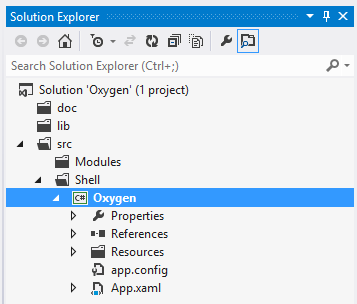 Solution Explorer
Search Solution Explorer (Ctrl+;)
Solution 'Oxygen' (1 project)
doc
lib
src
Modules
Shell
C# Oxygen
Properties
References
Resources
app.config
App.xaml